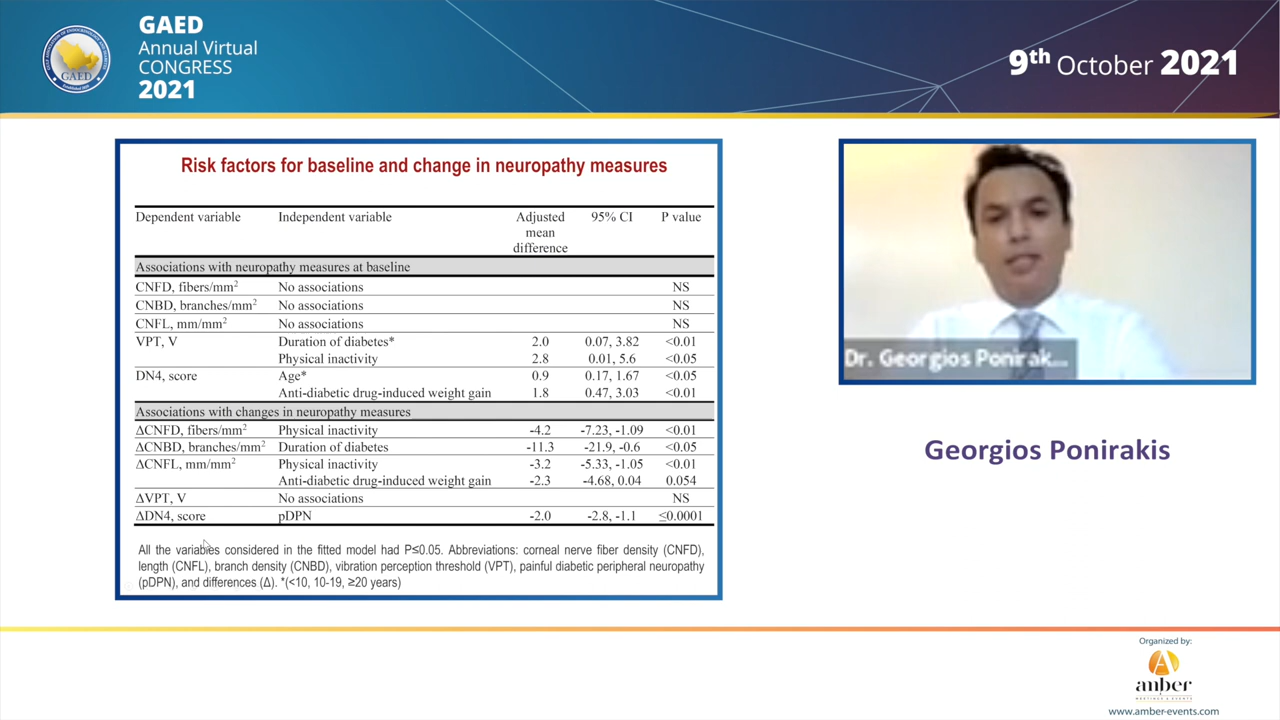 GAED
Annual Virtual
CONGRESS
2021
GAED
9th October 2021
Risk factors for baseline and change in neuropathy measures
Dependent variable Independent variable Adjusted mean difference 95% CI P value
Associations with neuropathy measures at baseline
CNFD, fibers/mm² No associations NS
CNBD, branches/mm² No associations NS
CNFL, mm/mm² No associations NS
VPT, V Duration of diabetes* 2.0 0.07, 3.82 <0.01
Physical inactivity 2.8 0.01, 5.6 <0.05
DN4, score Age* 0.9 0.17, 1.67 <0.05
Anti-diabetic drug-induced weight gain 1.8 0.47, 3.03 <0.01
Associations with changes in neuropathy measures
ΔCNFD, fibers/mm² Physical inactivity -4.2 -7.23, -1.09 <0.01
ΔCNBD, branches/mm² Duration of diabetes -11.3 -21.9, -0.6 <0.05
ΔCNFL, mm/mm² Physical inactivity -3.2 -5.33, -1.05 <0.01
Anti-diabetic drug-induced weight gain -2.3 -4.68, 0.04 0.054
ΔVPT, V No associations NS
ΔDN4, score pDPN -2.0 -2.8, -1.1 ≤0.0001
All the variables considered in the fitted model had P≤0.05. Abbreviations: corneal nerve fiber density (CNFD),
length (CNFL), branch density (CNBD), vibration perception threshold (VPT), painful diabetic peripheral neuropathy
(pDPN), and differences (Δ). *(<10, 10-19, ≥20 years)
Dr. Georgios Ponirak...
Georgios Ponirakis
Organized by:
anber
www.amber-events.com